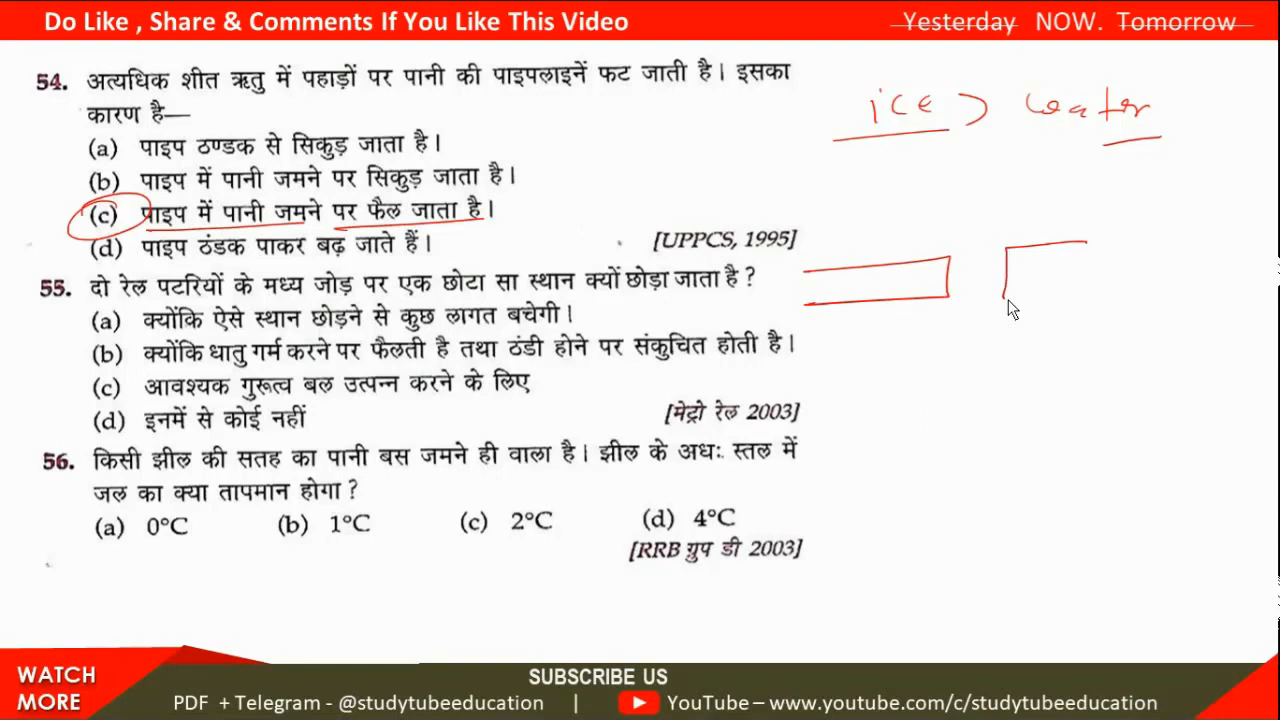 Do Like , Share & Comments If You Like This Video
Yesterday NOW. Tomorrow
54. अत्यधिक शीत ऋतु में पहाड़ों पर पानी की पाइपलाइनें फट जाती है। इसका
कारण है—
(a) पाइप ठण्डक से सिकुड़ जाता है।
(b) पाइप में पानी जमने पर सिकुड़ जाता है।
(c) पाइप में पानी जमने पर फैल जाता है।
(d) पाइप ठंडक पाकर बढ़ जाते हैं।
[UPPCS, 1995]
ice > water
55. दो रेल पटरियों के मध्य जोड़ पर एक छोटा सा स्थान क्यों छोड़ा जाता है ?
(a) क्योंकि ऐसे स्थान छोड़ने से कुछ लागत बचेगी।
(b) क्योंकि धातु गर्म करने पर फैलती है तथा ठंडी होने पर संकुचित होती है।
(c) आवश्यक गुरूत्व बल उत्पन्न करने के लिए
(d) इनमें से कोई नहीं
[मेट्रो रेल 2003]
56. किसी झील की सतह का पानी बस जमने ही वाला है। झील के अधः स्तल में
जल का क्या तापमान होगा ?
(a) 0°C (b) 1°C (c) 2°C (d) 4°C
[RRB ग्रुप डी 2003]
WATCH
MORE
SUBSCRIBE US
PDF + Telegram - @studytubeeducation | YouTube – www.youtube.com/c/studytubeeducation